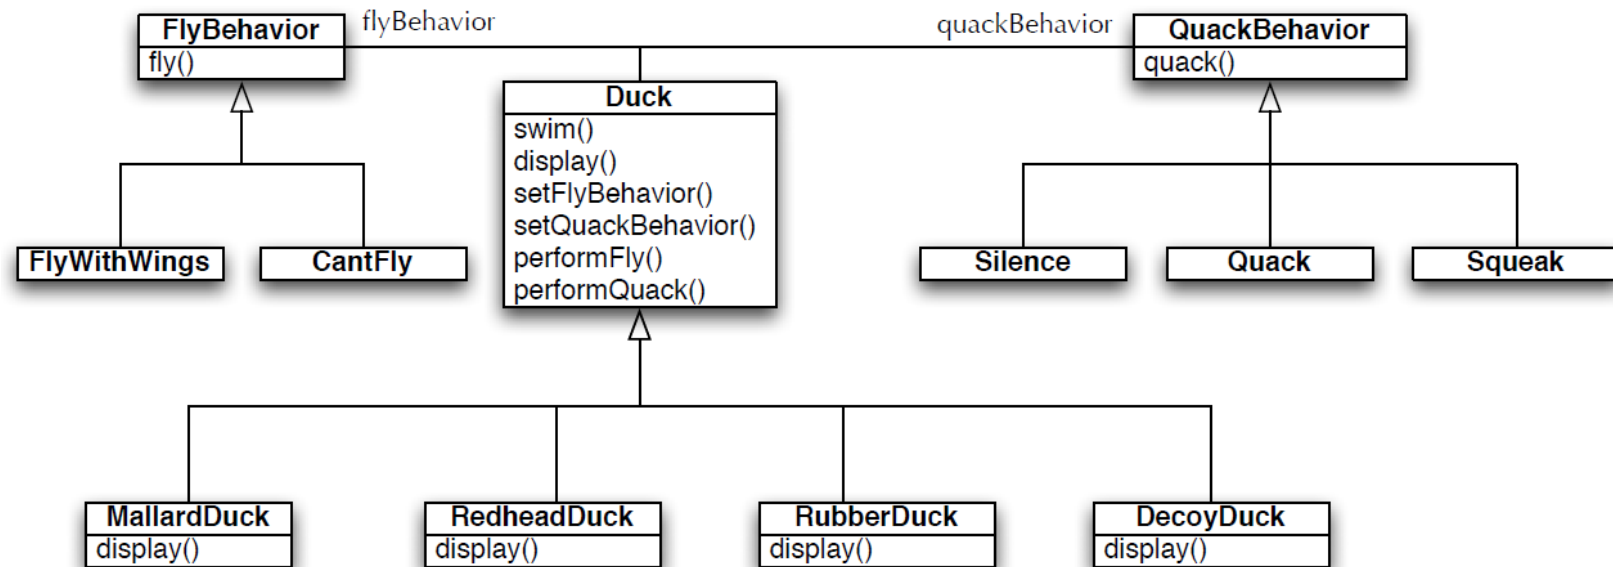 FlyBehavior
fly()
flyBehavior
quackBehavior
QuackBehavior
quack()
Duck
swim()
display()
setFlyBehavior()
setQuackBehavior()
performFly()
performQuack()
FlyWithWings
CantFly
Silence
Quack
Squeak
MallardDuck
display()
RedheadDuck
display()
RubberDuck
display()
DecoyDuck
display()